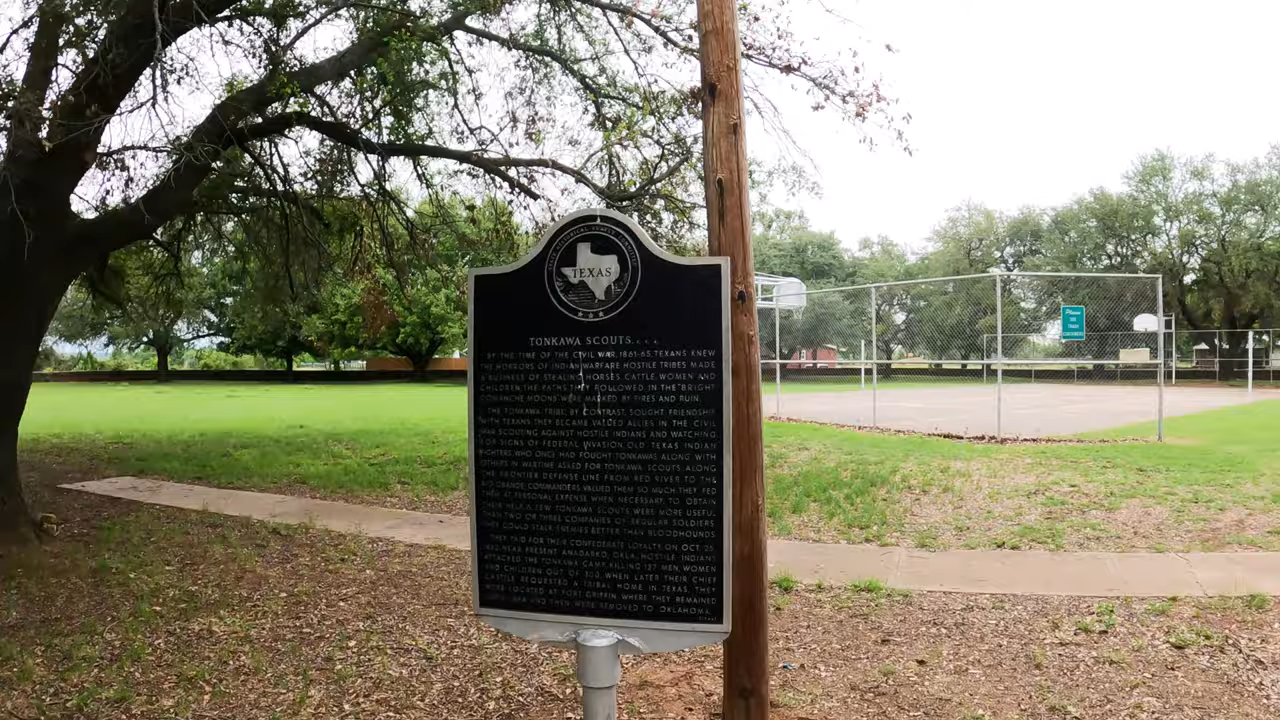 TEXAS
TONKAWA SCOUTS
BY THE TIME OF THE CIVIL WAR, 1861-65, TEXANS KNEW
THE HORRORS OF INDIAN WARFARE. HOSTILE TRIBES MADE
A BUSINESS OF STEALING HORSES, CATTLE, WOMEN AND
CHILDREN. THE PATHS THEY FOLLOWED IN THE "BRIGHT
COMANCHE MOONS" WERE MARKED BY FIRES AND RUIN.
THE TONKAWA TRIBE, BY CONTRAST, SOUGHT FRIENDSHIP
WITH TEXANS. THEY BECAME VALUED ALLIES IN THE CIVIL
WAR, SCOUTING AGAINST HOSTILE INDIANS AND WATCHING
FOR SIGNS OF FEDERAL INVASION. OLD TEXAS INDIAN
FIGHTERS WHO ONCE HAD FOUGHT TONKAWAS ALONG WITH
OTHERS IN WARTIME ASKED FOR TONKAWA SCOUTS ALONG
THE FRONTIER DEFENSE LINE FROM RED RIVER TO THE
RIO GRANDE. COMMANDERS VALUED THEM SO MUCH THEY FED
THEM AT PERSONAL EXPENSE WHEN NECESSARY TO OBTAIN
THEIR HELP. A FEW TONKAWA SCOUTS WERE MORE USEFUL
THAN TWO OR THREE COMPANIES OF REGULAR SOLDIERS.
THEY COULD STALK ENEMIES BETTER THAN BLOODHOUNDS.
THEY PAID FOR THEIR CONFEDERATE LOYALTY. ON OCT. 25,
1862, NEAR PRESENT ANADARKO, OKLA., HOSTILE INDIANS
ATTACKED THE TONKAWA CAMP, KILLING 137 MEN, WOMEN
AND CHILDREN OUT OF 300. WHEN LATER THEIR CHIEF
CASTILE REQUESTED A TRIBAL HOME IN TEXAS, THEY
WERE LOCATED AT FORT GRIFFIN, WHERE THEY REMAINED
AND THEN WERE REMOVED TO OKLAHOMA.
Please
USE
TRASH
CONTAINERS